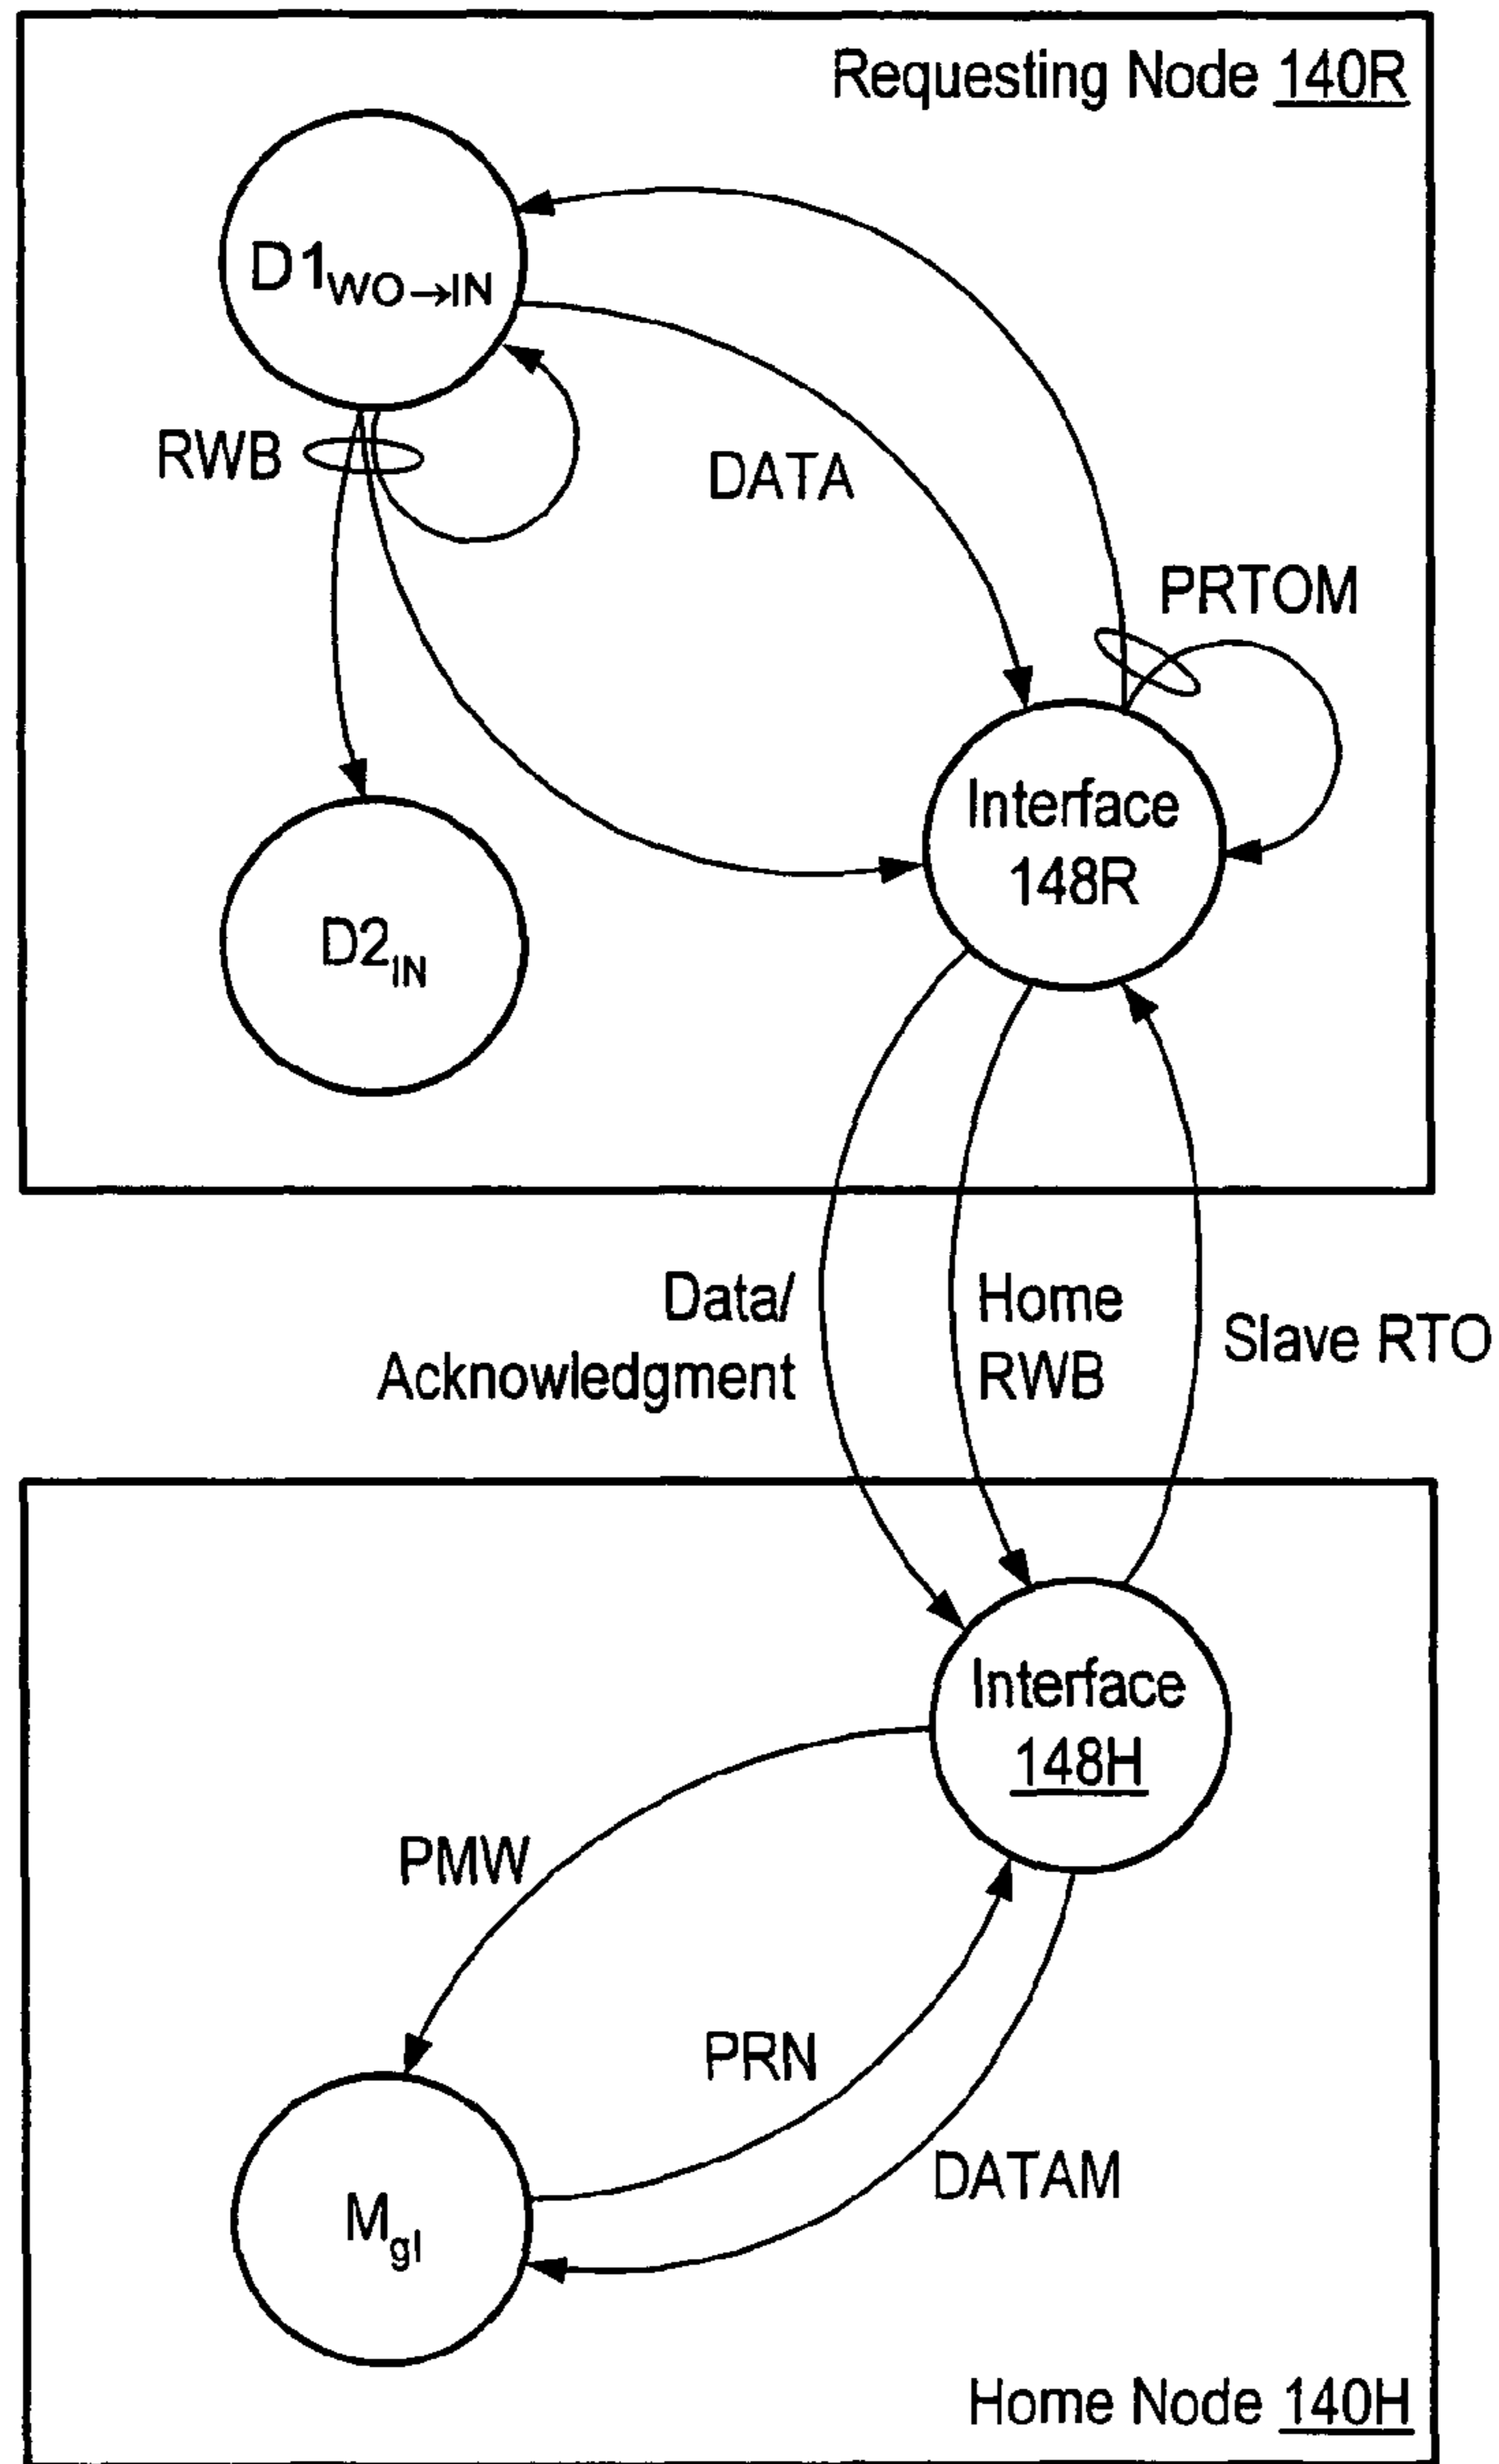 Requesting Node 140R
D1WO→IN
RWB
DATA
PRTOM
Interface
148R
D2IN
Data/
Acknowledgment
Home
RWB
Slave RTO
Interface
148H
PMW
PRN
DATAM
Mgl
Home Node 140H